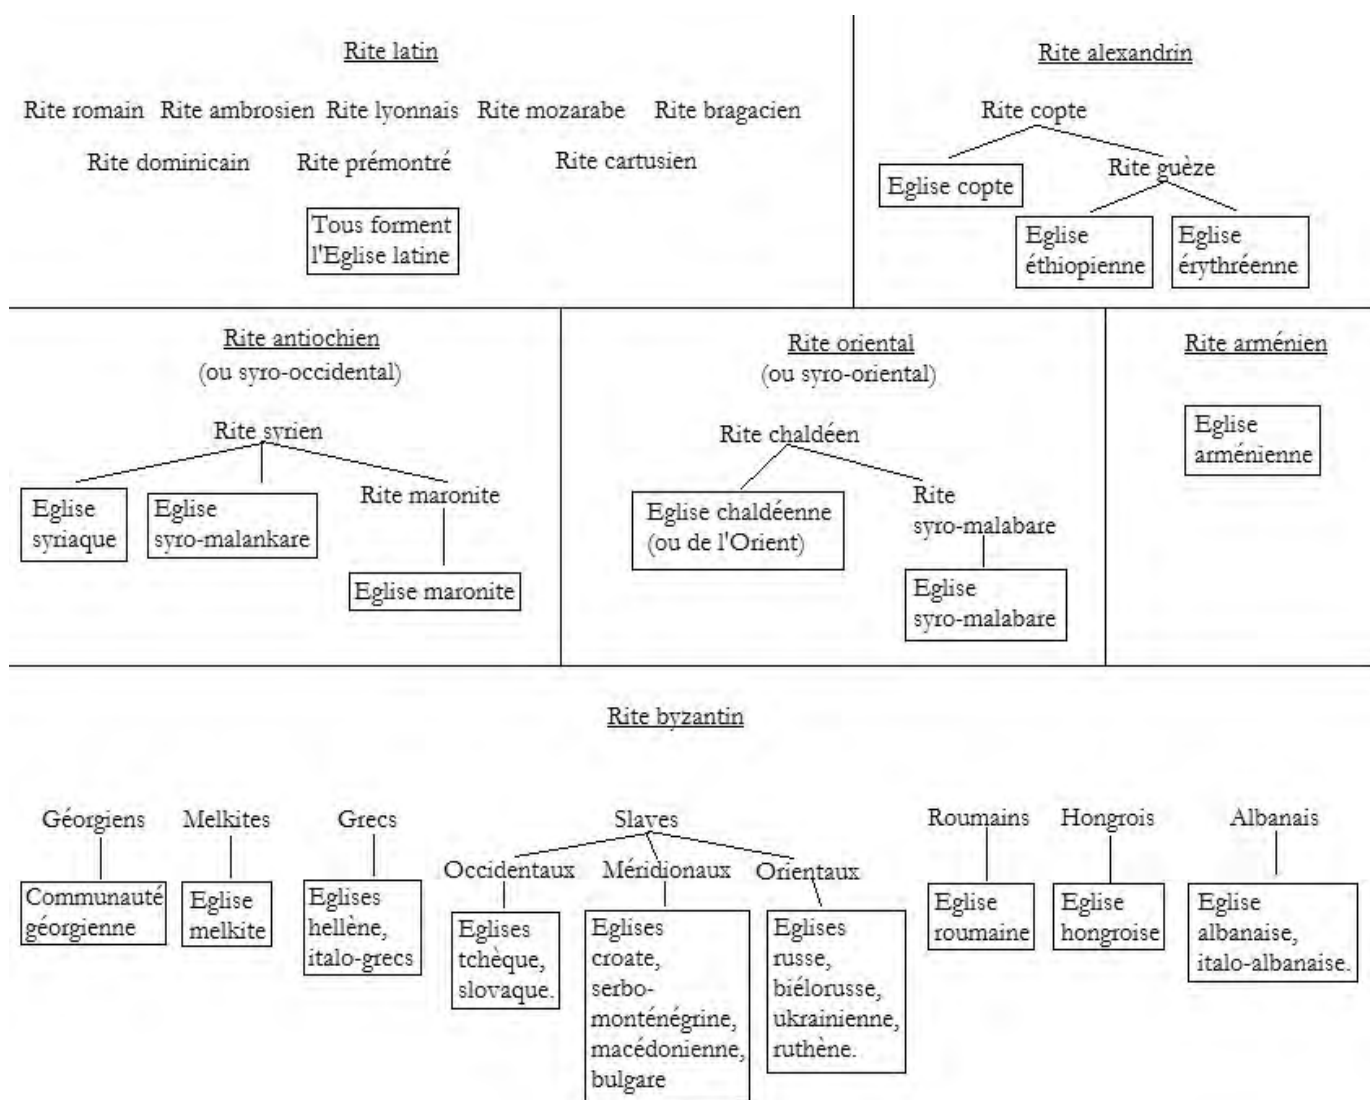 Rite latin
Rite romain Rite ambrosien Rite lyonnais Rite mozarabe Rite bragacien
Rite dominicain Rite prémontré Rite cartusien
Tous forment
l'Eglise latine
Rite alexandrin
Rite copte
Eglise copte
Rite guèze
Eglise
éthiopienne
Eglise
érythréenne
Rite antiochien
(ou syro-occidental)
Rite syrien
Eglise
syriaque
Eglise
syro-malankare
Rite maronite
Eglise maronite
Rite oriental
(ou syro-oriental)
Rite chaldéen
Eglise chaldéenne
(ou de l'Orient)
Rite
syro-malabare
Eglise
syro-malabare
Rite arménien
Eglise
arménienne
Rite byzantin
Géorgiens
Communauté
géorgienne
Melkites
Eglise
melkite
Grecs
Eglises
hellène,
italo-grecs
Slaves
Occidentaux
Eglises
tchèque,
slovaque.
Méridionaux
Eglises
croate,
serbo-
monténégrine,
macédonienne,
bulgare
Orientaux
Eglises
russe,
biélorusse,
ukrainienne,
ruthène.
Roumains
Eglise
roumaine
Hongrois
Eglise
hongroise
Albanais
Eglise
albanaise,
italo-albanaise.